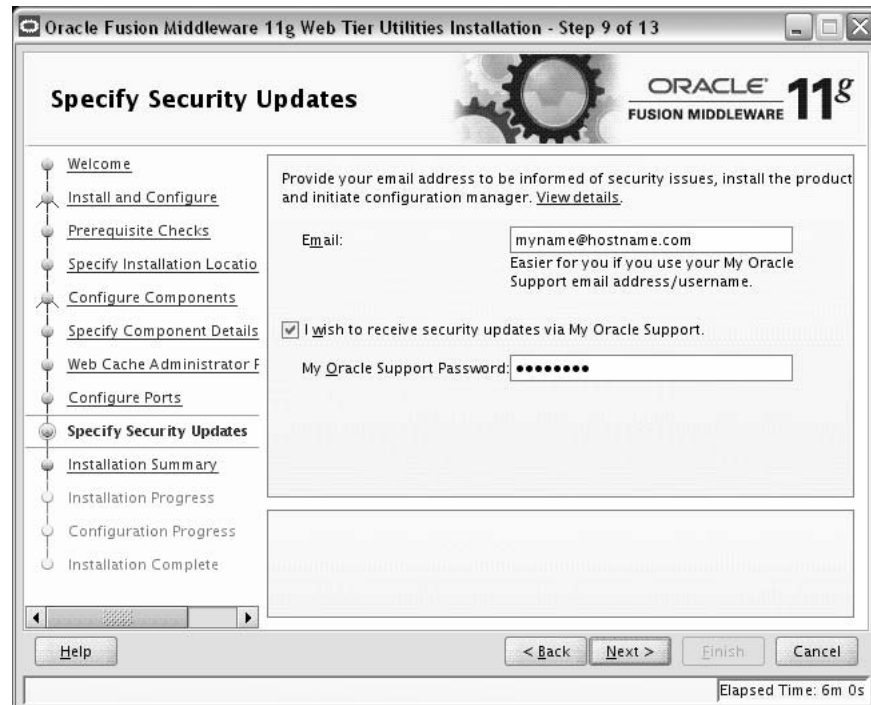 Oracle Fusion Middleware 11g Web Tier Utilities Installation - Step 9 of 13
Specify Security Updates
ORACLE
FUSION MIDDLEWARE 11g
Welcome
Install and Configure
Prerequisite Checks
Specify Installation Locatio
Configure Components
Specify Component Details
Web Cache Administrator P
Configure Ports
Specify Security Updates
Installation Summary
Installation Progress
Configuration Progress
Installation Complete
Provide your email address to be informed of security issues, install the product
and initiate configuration manager. View details.
Email: myname@hostname.com
Easier for you if you use your My Oracle
Support email address/username.
I wish to receive security updates via My Oracle Support.
My Oracle Support Password: ●●●●●●●●
Help < Back Next > Finish Cancel
Elapsed Time: 6m 0s